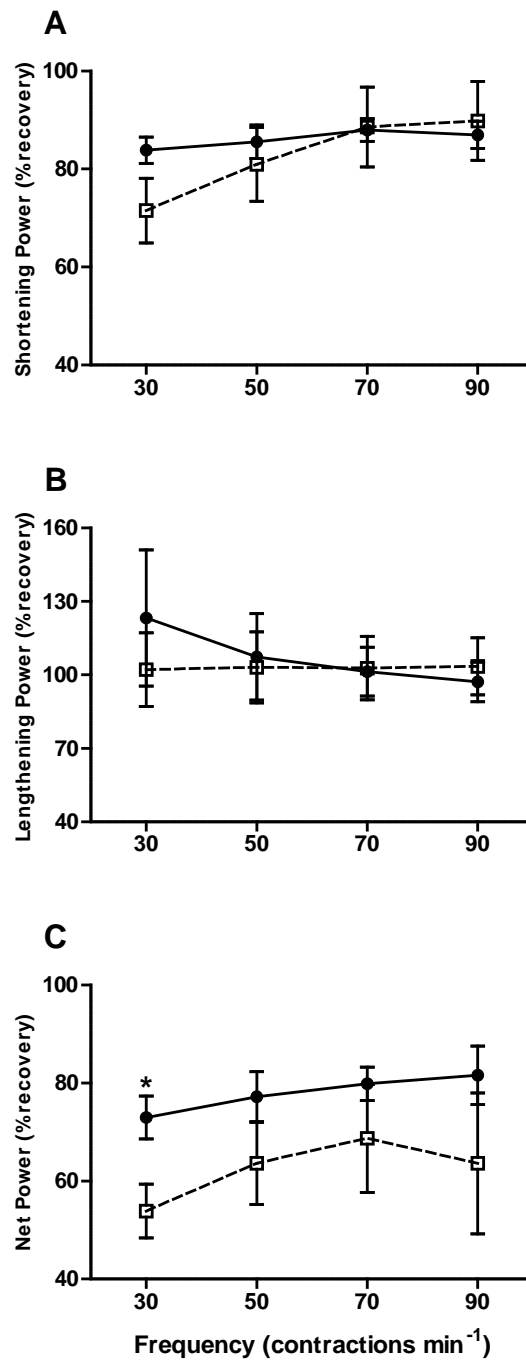 A
Shortening Power (%recovery)
100
80
60
40
30 50 70 90
B
Lengthening Power (%recovery)
160
130
100
70
40
30 50 70 90
C
Net Power (%recovery)
100
80
60
40
*
30 50 70 90
Frequency (contractions min⁻¹)